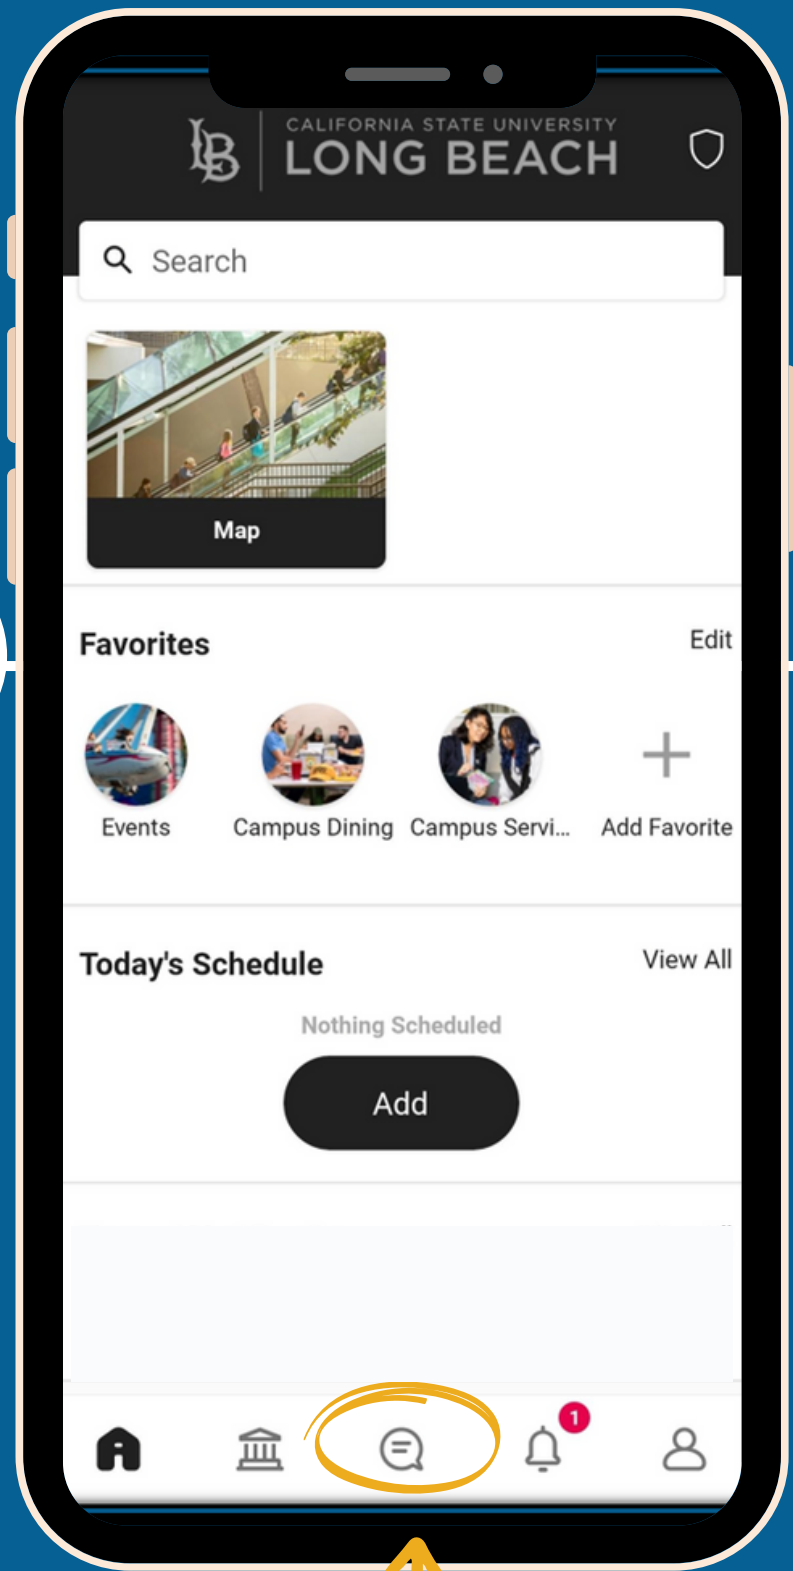 LB
CALIFORNIA STATE UNIVERSITY
LONG BEACH
Search
Map
Favorites
Edit
Events
Campus Dining
Campus Servi...
Add Favorite
Today's Schedule
View All
Nothing Scheduled
Add
1